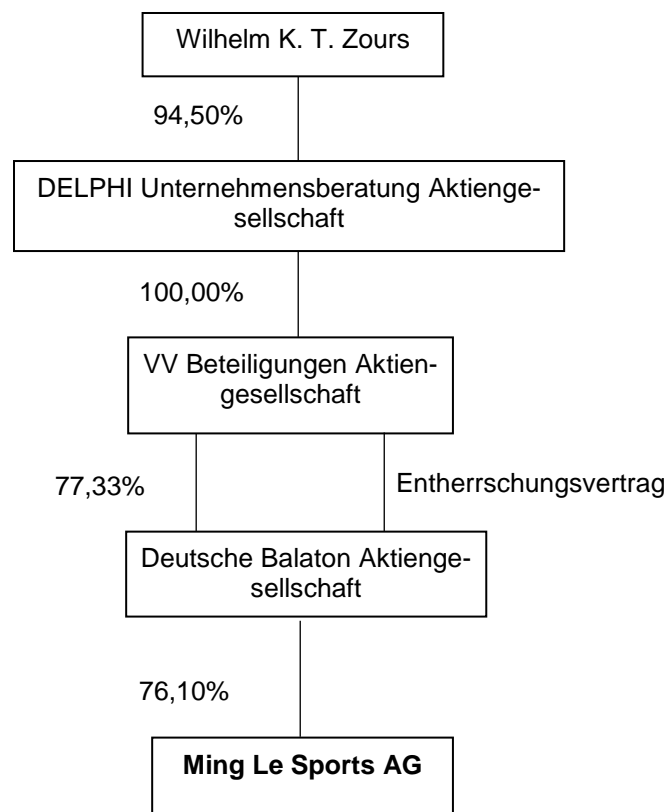 Wilhelm K. T. Zours
94,50%
DELPHI Unternehmensberatung Aktienge-
sellschaft
100,00%
VV Beteiligungen Aktien-
gesellschaft
77,33%
Entherrschungsvertrag
Deutsche Balaton Aktienge-
sellschaft
76,10%
Ming Le Sports AG